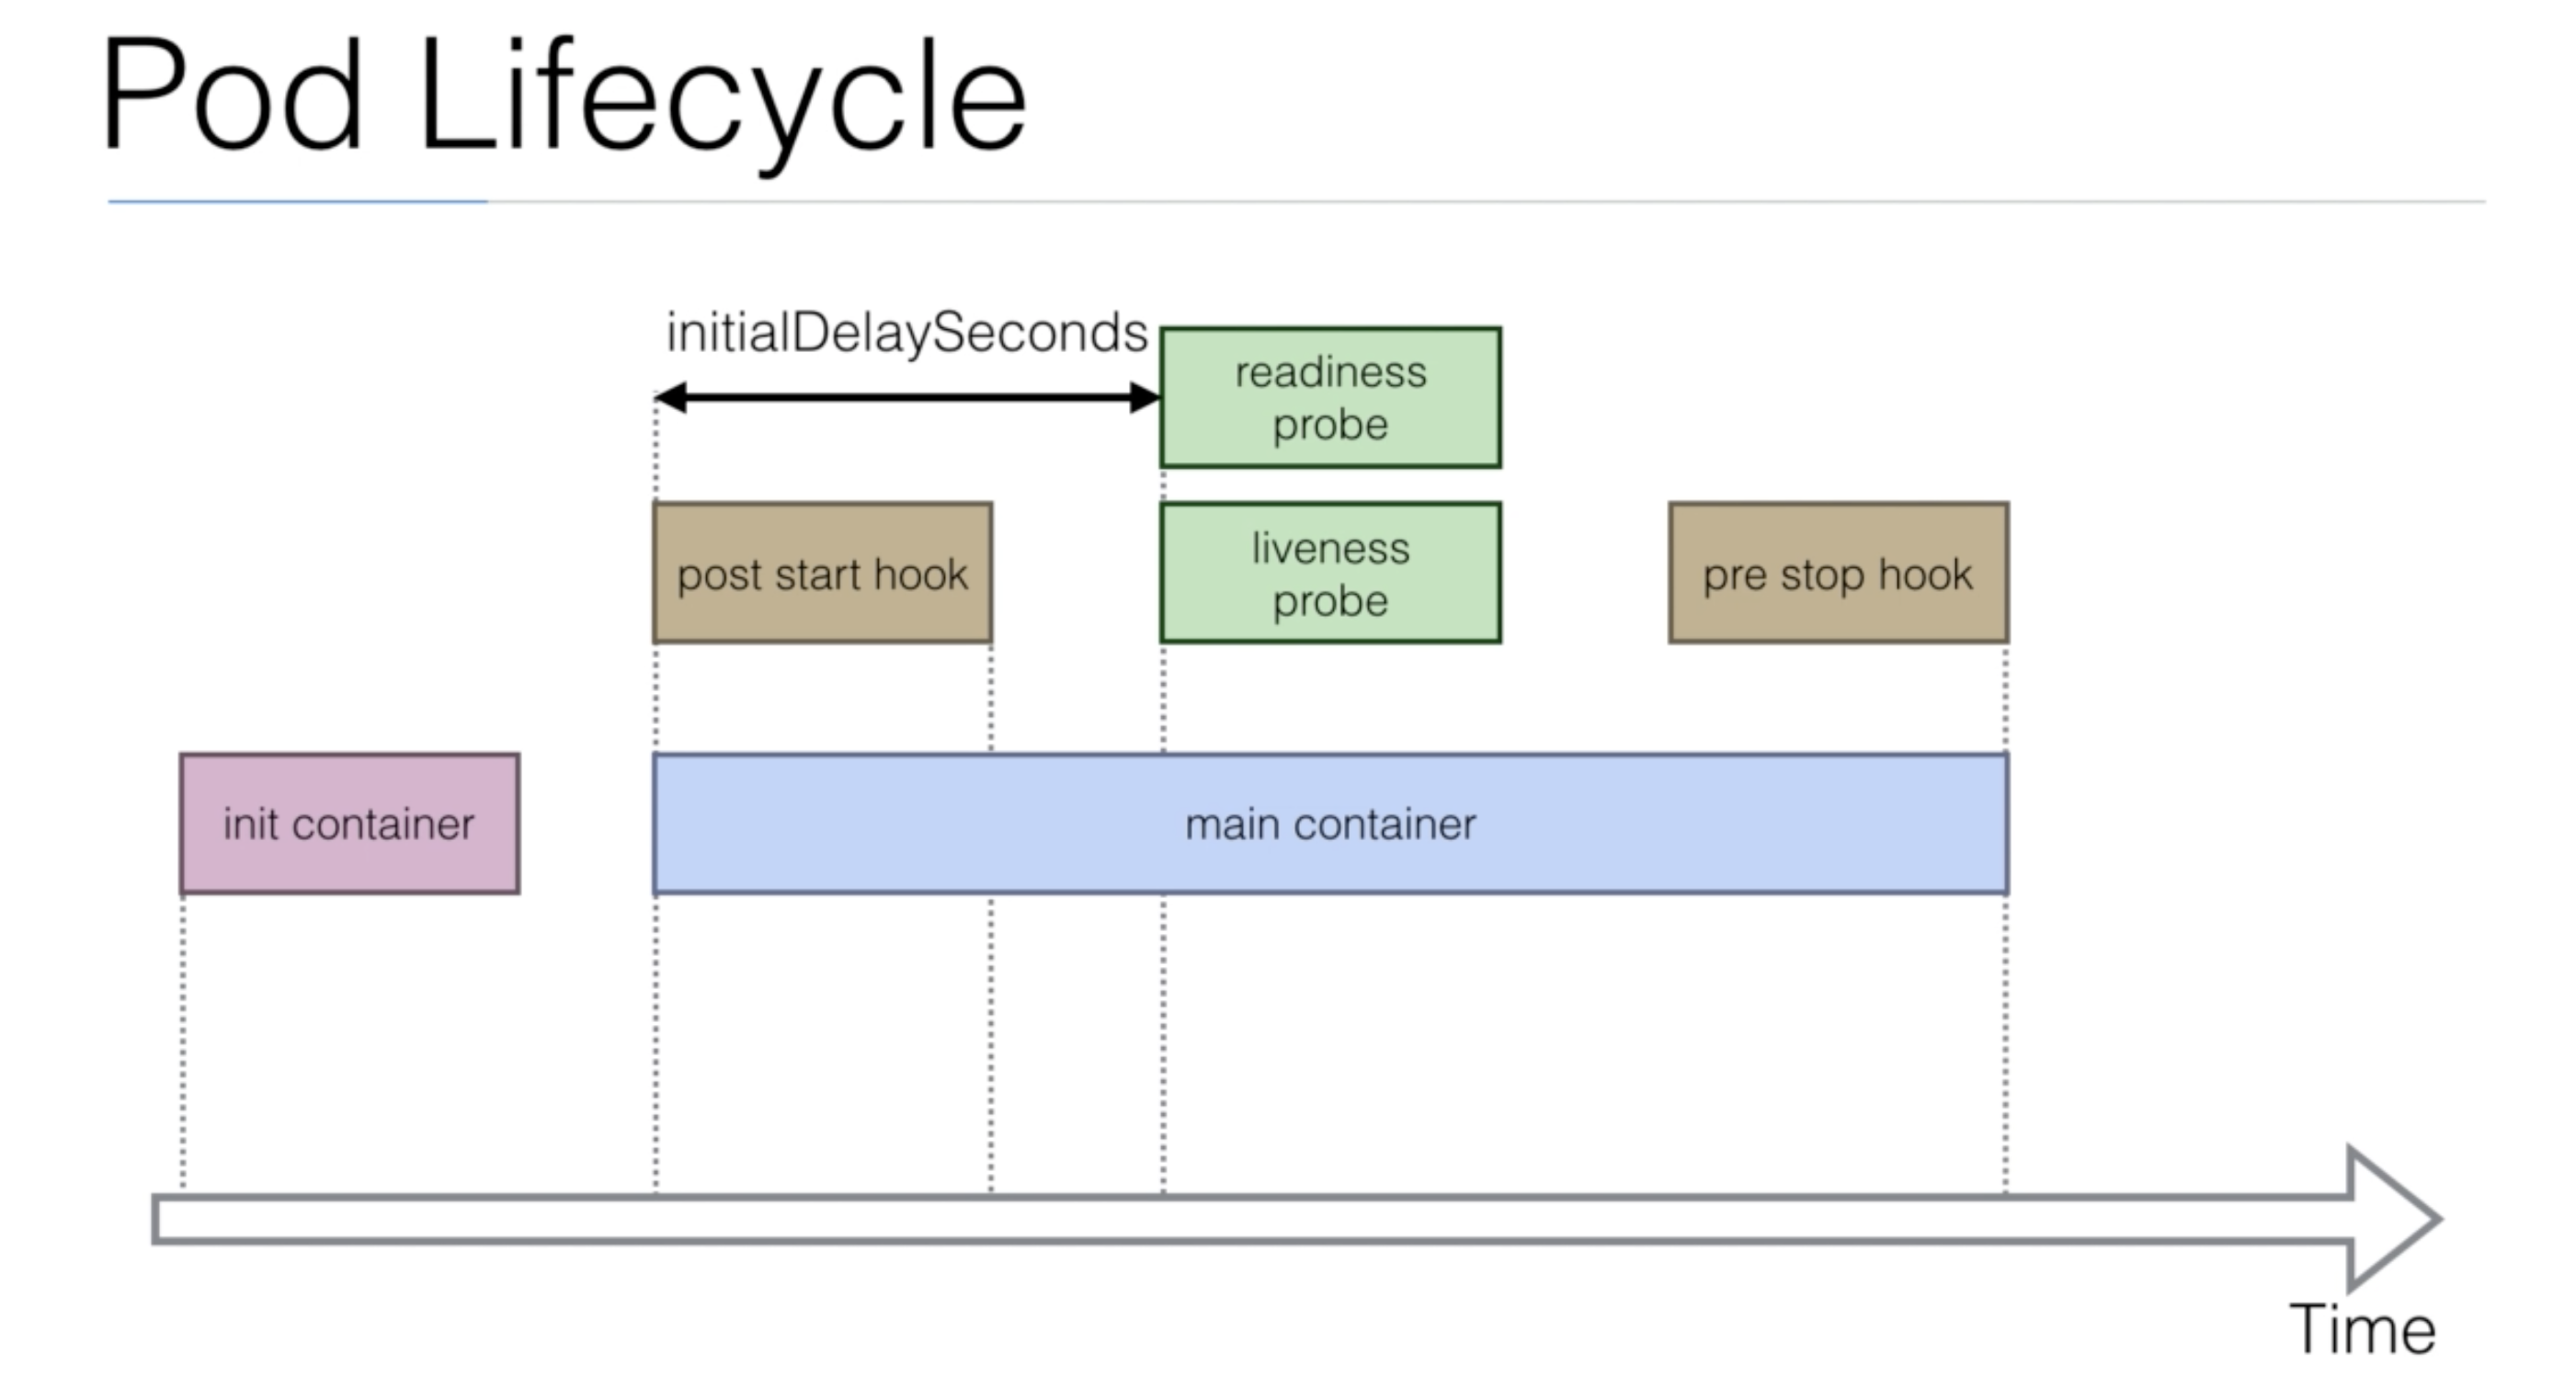 Pod Lifecycle
initialDelaySeconds
readiness
probe
post start hook
liveness
probe
pre stop hook
init container
main container
Time